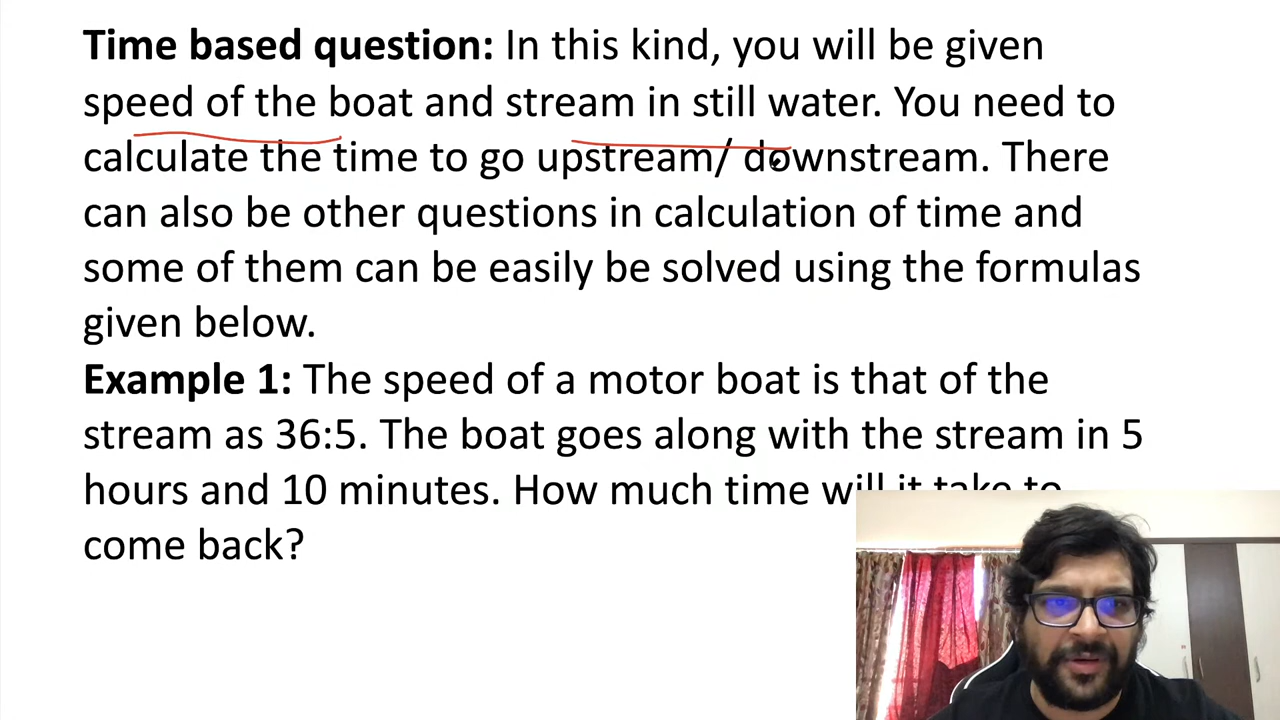 Time based question: In this kind, you will be given
speed of the boat and stream in still water. You need to
calculate the time to go upstream/ downstream. There
can also be other questions in calculation of time and
some of them can be easily be solved using the formulas
given below.
Example 1: The speed of a motor boat is that of the
stream as 36:5. The boat goes along with the stream in 5
hours and 10 minutes. How much time will it take to
come back?